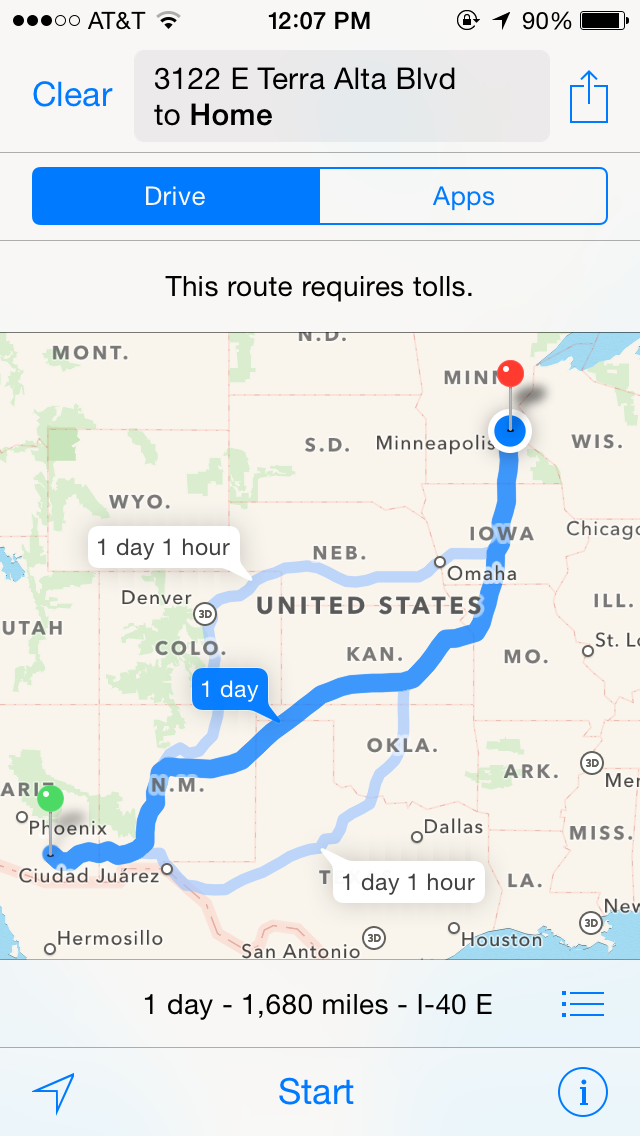 AT&T 12:07 PM 90%
Clear
3122 E Terra Alta Blvd
to Home
Drive
Apps
This route requires tolls.
N.D.
MONT.
MINN
S.D.
Minneapolis
WIS.
WYO.
IOWA
Chicago
1 day 1 hour
NEB.
Omaha
Denver
3D
UNITED STATES
ILL.
UTAH
COLO.
KAN.
MO.
St. L
1 day
OKLA.
N.M.
ARK.
3D
Mem
ARIZ
Phoenix
Dallas
MISS.
Ciudad Juárez
T
1 day 1 hour
LA.
New
3D
Hermosillo
San Antonio
3D
Houston
1 day - 1,680 miles - I-40 E
Start
i